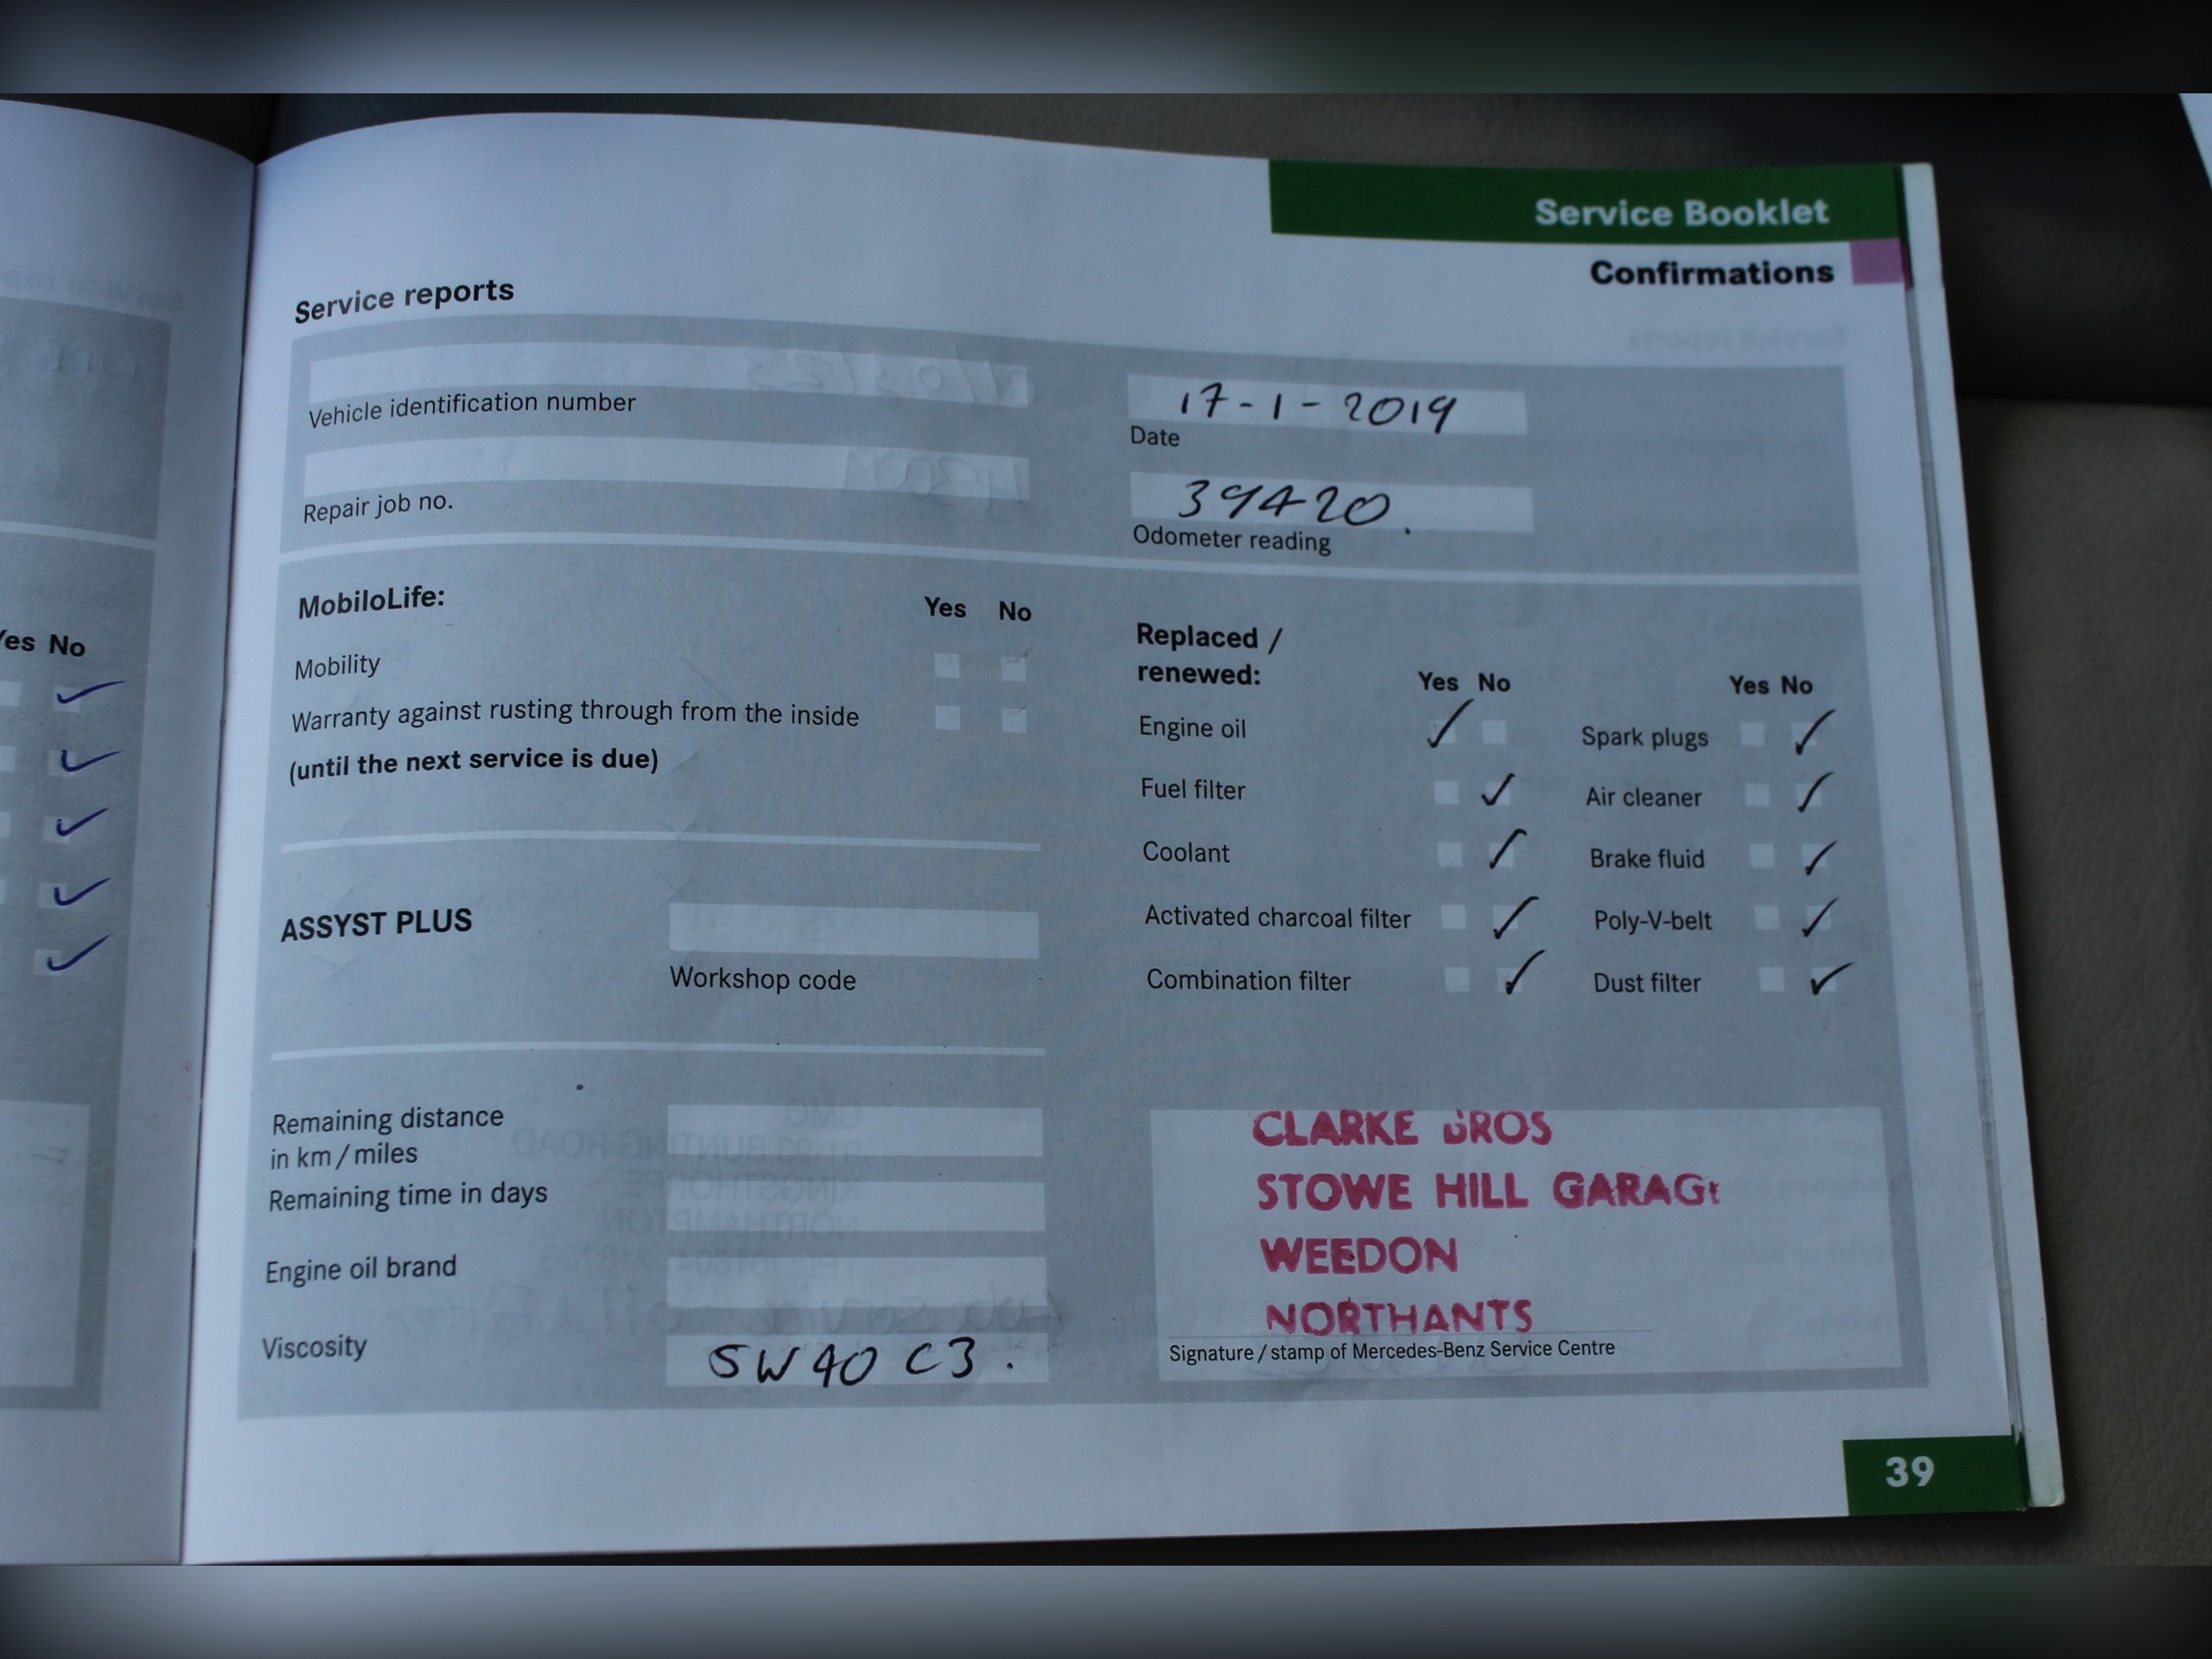 Service Booklet
Confirmations
Service reports
Vehicle identification number
17-1-2019
Date
Repair job no.
39420.
Odometer reading
MobiloLife:
Yes No
Mobility
Warranty against rusting through from the inside
(until the next service is due)
Replaced /
renewed:
Yes No
Yes No
Engine oil
Spark plugs
Fuel filter
Air cleaner
Coolant
Brake fluid
Activated charcoal filter
Poly-V-belt
Combination filter
Dust filter
No
ASSYST PLUS
Workshop code
Remaining distance
in km / miles
Remaining time in days
Engine oil brand
Viscosity
5W40 C3.
CLARKE BROS
STOWE HILL GARAGE
WEEDON
NORTHANTS
Signature / stamp of Mercedes-Benz Service Centre
39